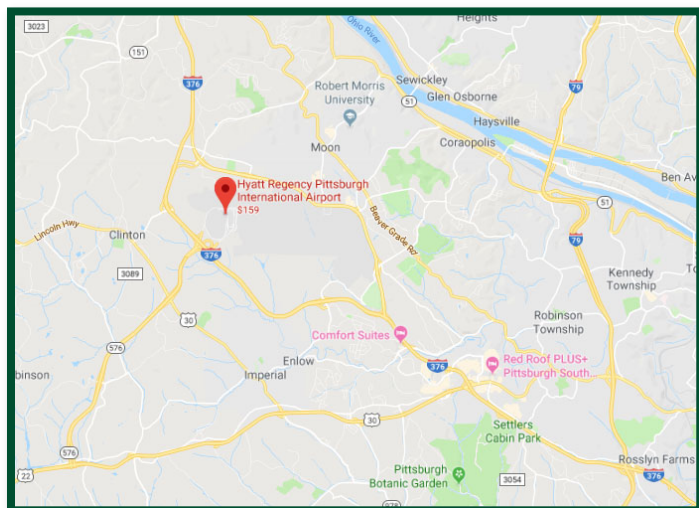 Heights
3023
Ohio River
151
376
79
Sewickley
Robert Morris
University
51
Glen Osborne
Haysville
Moon
Coraopolis
Ben Av
Hyatt Regency Pittsburgh
International Airport
$159
51
Beaver Grade Rd
Lincoln Hwy
Clinton
79
376
3089
Kennedy
Township
30
Robinson
Township
Comfort Suites
576
Enlow
376
Red Roof PLUS+
Pittsburgh South...
binson
Imperial
30
Settlers
Cabin Park
576
Rosslyn Farms
22
Pittsburgh
Botanic Garden
3054
376